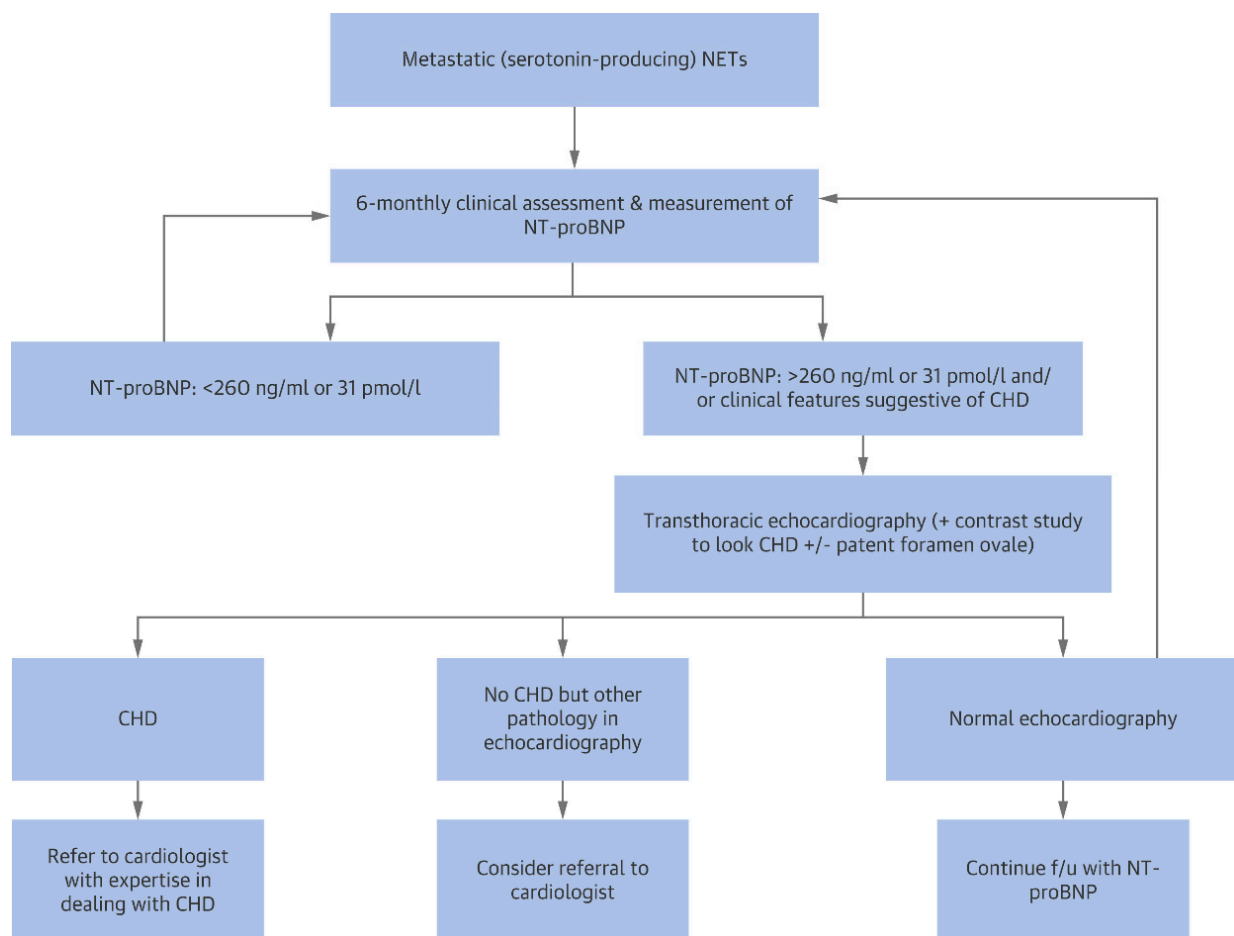 Metastatic (serotonin-producing) NETs
6-monthly clinical assessment & measurement of
NT-proBNP
NT-proBNP: <260 ng/ml or 31 pmol/l
NT-proBNP: >260 ng/ml or 31 pmol/l and/
or clinical features suggestive of CHD
Transthoracic echocardiography (+ contrast study
to look CHD +/- patent foramen ovale)
CHD
No CHD but other
pathology in
echocardiography
Normal echocardiography
Refer to cardiologist
with expertise in
dealing with CHD
Consider referral to
cardiologist
Continue f/u with NT-
proBNP